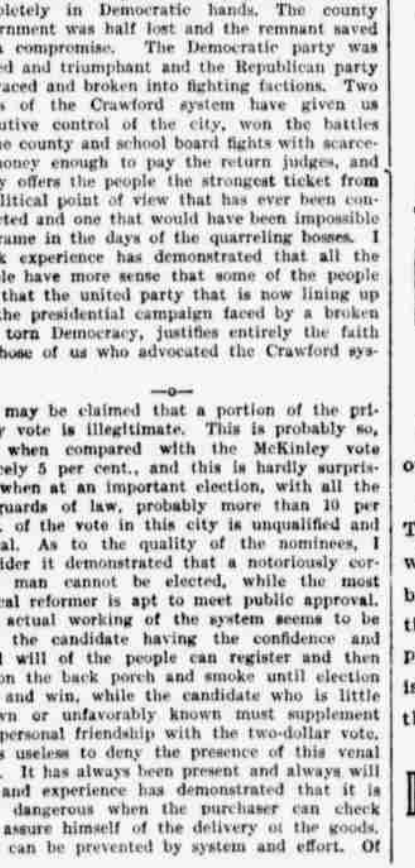 pletely in Democratic hands. The county
ernment was half lost and the remnant saved
a compromise. The Democratic party was
ed and triumphant and the Republican party
raced and broken into fighting factions. Two
s of the Crawford system have given us
utive control of the city, won the battles
he county and school board fights with scarce-
money enough to pay the return judges, and
y offers the people the strongest ticket from
litical point of view that has ever been con-
cted and one that would have been impossible
rame in the days of the quarreling bosses. I
k experience has demonstrated that all the
ple have more sense that some of the people
that the united party that is now lining up
the presidential campaign faced by a broken
torn Democracy, justifies entirely the faith
hose of us who advocated the Crawford sys-
—o—
may be claimed that a portion of the pri-
y vote is illegitimate. This is probably so,
when compared with the McKinley vote
cely 5 per cent., and this is hardly surpris-
when at an important election, with all the
guards of law, probably more than 10 per
. of the vote in this city is unqualified and
al. As to the quality of the nominees, I
ider it demonstrated that a notoriously cor-
man cannot be elected, while the most
cal reformer is apt to meet public approval.
actual working of the system seems to be
the candidate having the confidence and
d will of the people can register and then
on the back porch and smoke until election
and win, while the candidate who is little
wn or unfavorably known must supplement
personal friendship with the two-dollar vote.
s useless to deny the presence of this venal
. It has always been present and always will
and experience has demonstrated that it is
dangerous when the purchaser can check
assure himself of the delivery of the goods.
can be prevented by system and effort. Of
o
T
w
b
t
p
is
t